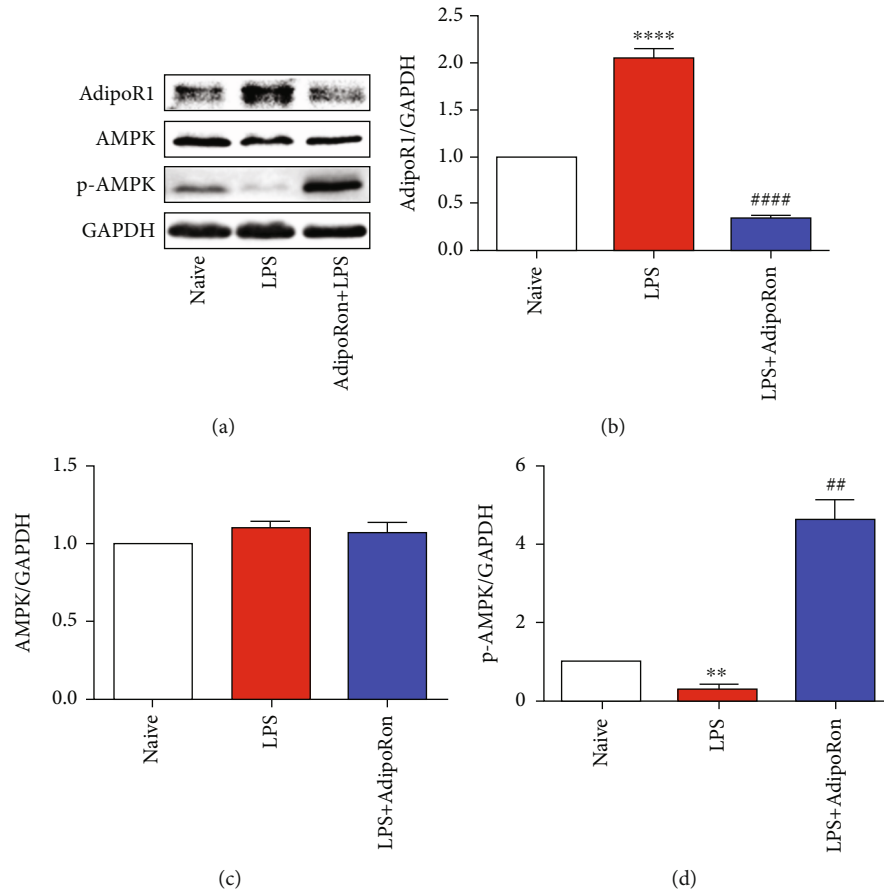 AdipoR1
AMPK
p-AMPK
GAPDH
Naive
LPS
AdipoRon+LPS
(a)
AdipoR1/GAPDH
2.5
2.0
1.5
1.0
0.5
0.0
****
####
Naive
LPS
LPS+AdipoRon
(b)
AMPK/GAPDH
1.5
1.0
0.5
0.0
Naive
LPS
LPS+AdipoRon
(c)
p-AMPK/GAPDH
6
4
2
0
**
##
Naive
LPS
LPS+AdipoRon
(d)